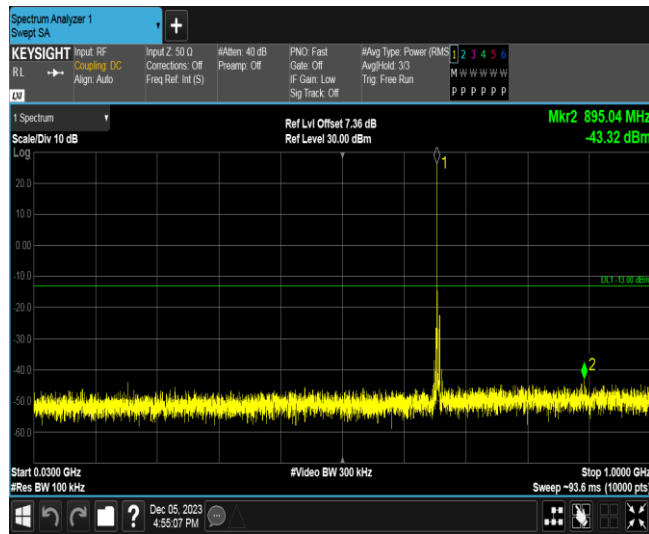 Spectrum Analyzer 1
Swept SA
+
KEYSIGHT
RL
LXI
Input: RF
Coupling: DC
Align: Auto
Input Z: 50 Ω
Corrections: Off
Freq Ref: Int (S)
#Atten: 40 dB
Preamp: Off
PNO: Fast
Gate: Off
IF Gain: Low
Sig Track: Off
#Avg Type: Power (RMS
Avg|Hold: 3/3
Trig: Free Run
1 2 3 4 5 6
M W W W W W
P P P P P P
1 Spectrum
Scale/Div 10 dB
Log
Ref Lvl Offset 7.36 dB
Ref Level 30.00 dBm
Mkr2 895.04 MHz
-43.32 dBm
1
20.0
10.0
0.00
-10.0
DL1 -13.00 dBm
-20.0
-30.0
-40.0
2
-50.0
-60.0
Start 0.0300 GHz
#Res BW 100 kHz
#Video BW 300 kHz
Stop 1.0000 GHz
Sweep ~93.6 ms (10000 pts)
?
Dec 05, 2023
4:55:07 PM